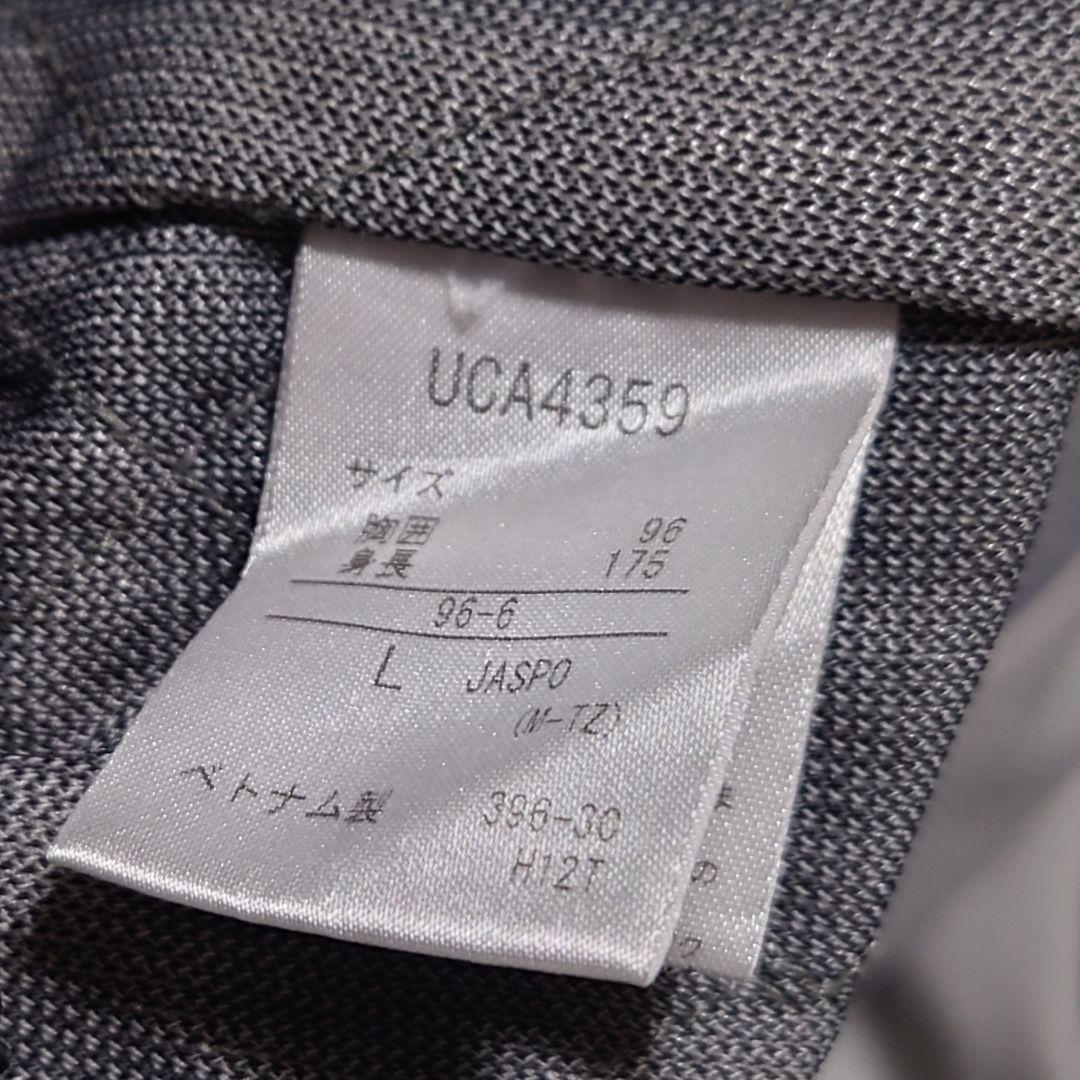 UCA4359
サイズ
胸囲 96
身長 175
96-6
L JASPO
(M-TZ)
ベトナム製 396-30
H12T
の